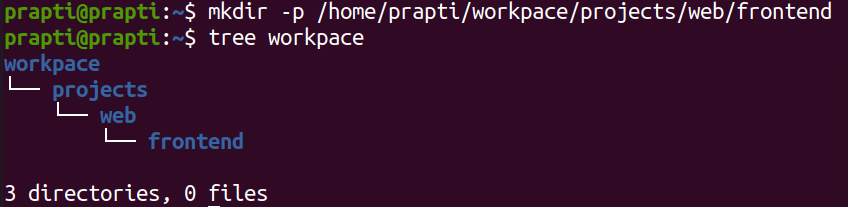 prapti@prapti:~$ mkdir -p /home/prapti/workpace/projects/web/frontend
prapti@prapti:~$ tree workpace
workpace
└── projects
    └── web
        └── frontend

3 directories, 0 files